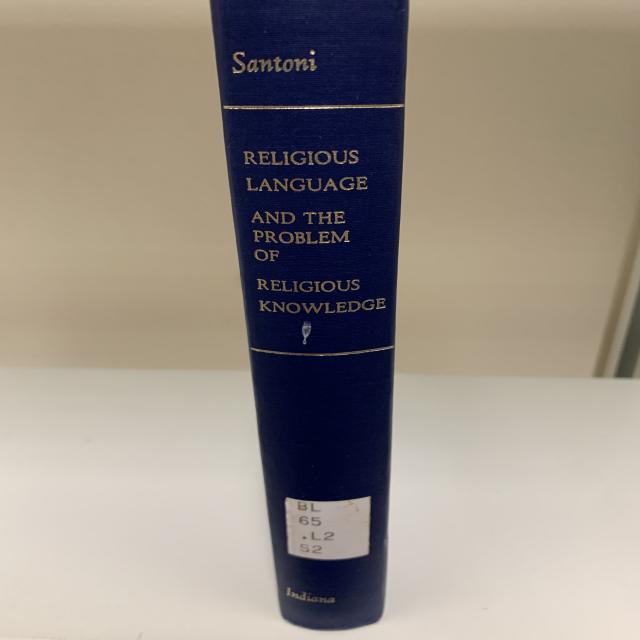 Santoni
RELIGIOUS
LANGUAGE
AND THE
PROBLEM
OF
RELIGIOUS
KNOWLEDGE
BL
65
.L2
S2
Indiana